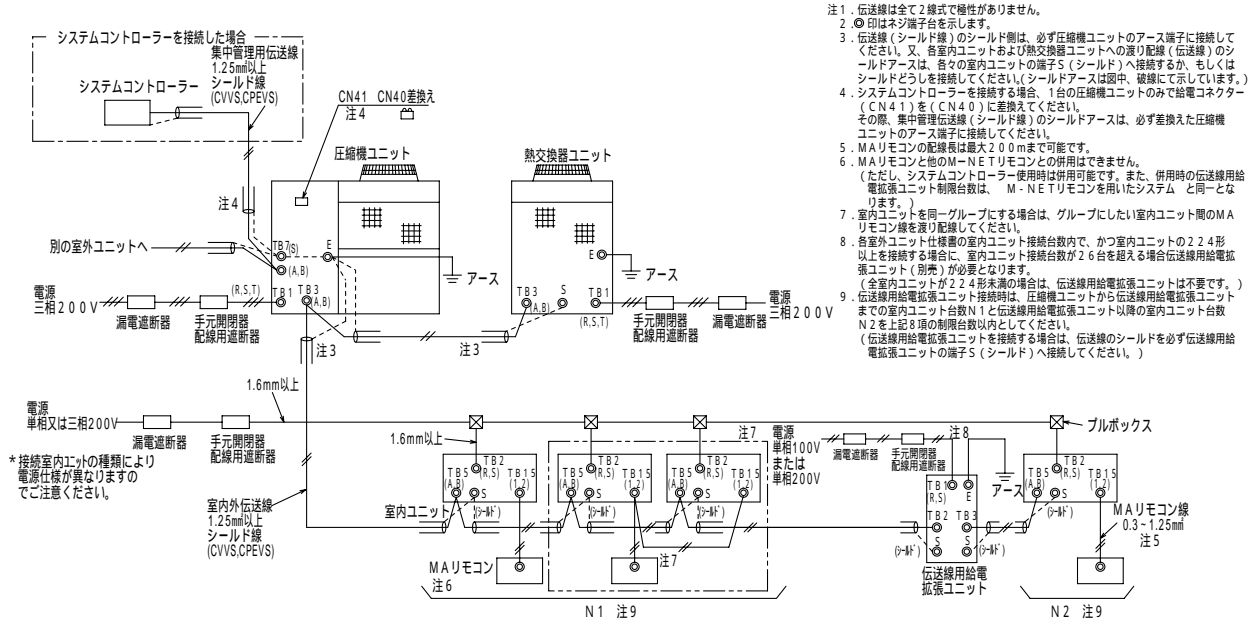 システムコントローラーを接続した場合
集中管理用伝送線
1.25㎟以上
シールド線
(CVVS,CPEVS)
システムコントローラー
CN41 CN40差換え
注4
圧縮機ユニット
熱交換器ユニット
注4
別の室外ユニットへ
TB7(S)
(A,B)
E
アース
E
アース
電源
三相200V
漏電遮断器
手元開閉器
配線用遮断器
(R,S,T)
TB1
TB3
(A,B)
TB3
(A,B)
S
TB1
(R,S,T)
手元開閉器
配線用遮断器
漏電遮断器
電源
三相200V
注3
注3
注1.伝送線は全て2線式で極性がありません。
2.◎印はネジ端子台を示します。
3.伝送線(シールド線)のシールド側は、必ず圧縮機ユニットのアース端子に接続して
ください。又、各室内ユニットおよび熱交換器ユニットへの渡り配線(伝送線)のシ
ールドアースは、各々の室内ユニットの端子S(シールド)へ接続するか、もしくは
シールドどうしを接続してください。(シールドアースは図中、破線にて示しています。)
4.システムコントローラーを接続する場合、1台の圧縮機ユニットのみで給電コネクター
(CN41)を(CN40)に差換えてください。
その際、集中管理伝送線(シールド線)のシールドアースは、必ず差換えた圧縮機
ユニットのアース端子に接続してください。
5.MAリモコンの配線長は最大200mまで可能です。
6.MAリモコンと他のM-NETリモコンとの併用はできません。
(ただし、システムコントローラー使用時は併用可能です。また、併用時の伝送線用給
電拡張ユニット制限台数は、 M-NETリモコンを用いたシステム と同一とな
ります。)
7.室内ユニットを同一グループにする場合は、グループにしたい室内ユニット間のMA
リモコン線を渡り配線してください。
8.各室外ユニット仕様書の室内ユニット接続台数内で、かつ室内ユニットの224形
以上を接続する場合に、室内ユニット接続台数が26台を超える場合伝送線用給電拡
張ユニット(別売)が必要となります。
(全室内ユニットが224形未満の場合は、伝送線用給電拡張ユニットは不要です。)
9.伝送線用給電拡張ユニット接続時は、圧縮機ユニットから伝送線用給電拡張ユニット
までの室内ユニット台数N1と伝送線用給電拡張ユニット以降の室内ユニット台数
N2を上記8項の制限台数以内としてください。
(伝送線用給電拡張ユニットを接続する場合は、伝送線のシールドを必ず伝送線用給
電拡張ユニットの端子S(シールド)へ接続してください。)
1.6mm以上
電源
単相又は三相200V
漏電遮断器
手元開閉器
配線用遮断器
*接続室内ユニットの種類により
電源仕様が異なりますの
でご注意ください。
室内外伝送線
1.25㎟以上
シールド線
(CVVS,CPEVS)
1.6mm以上
TB2
TB5 (R,S) TB15
(A,B) (1,2)
S
(シールド)
室内ユニット
TB2
TB5 (R,S) TB15
(A,B) (1,2)
S
(シールド)
TB2
TB5 (R,S) TB15
(A,B) (1,2)
S
(シールド)
注7
注7
MAリモコン
注6
N1 注9
電源
単相100V
または
単相200V
漏電遮断器
手元開閉器
配線用遮断器
注8
アース
TB1
(R,S)
E
TB2 TB3
S S
(シールド) (シールド)
伝送線用給電
拡張ユニット
プルボックス
TB2
TB5 (R,S) TB15
(A,B) (1,2)
S
(シールド)
MAリモコン線
0.3~1.25㎟
注5
N2 注9